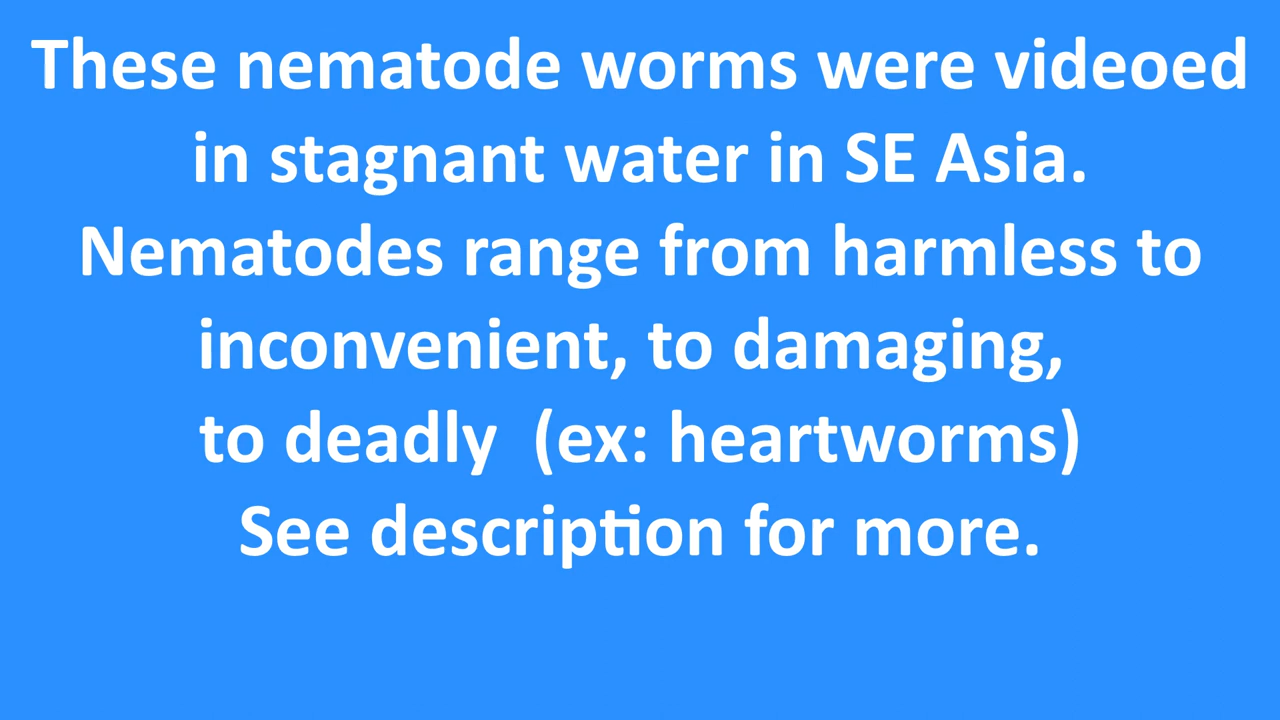 These nematode worms were videoed
in stagnant water in SE Asia.
Nematodes range from harmless to
inconvenient, to damaging,
to deadly  (ex: heartworms)
See description for more.